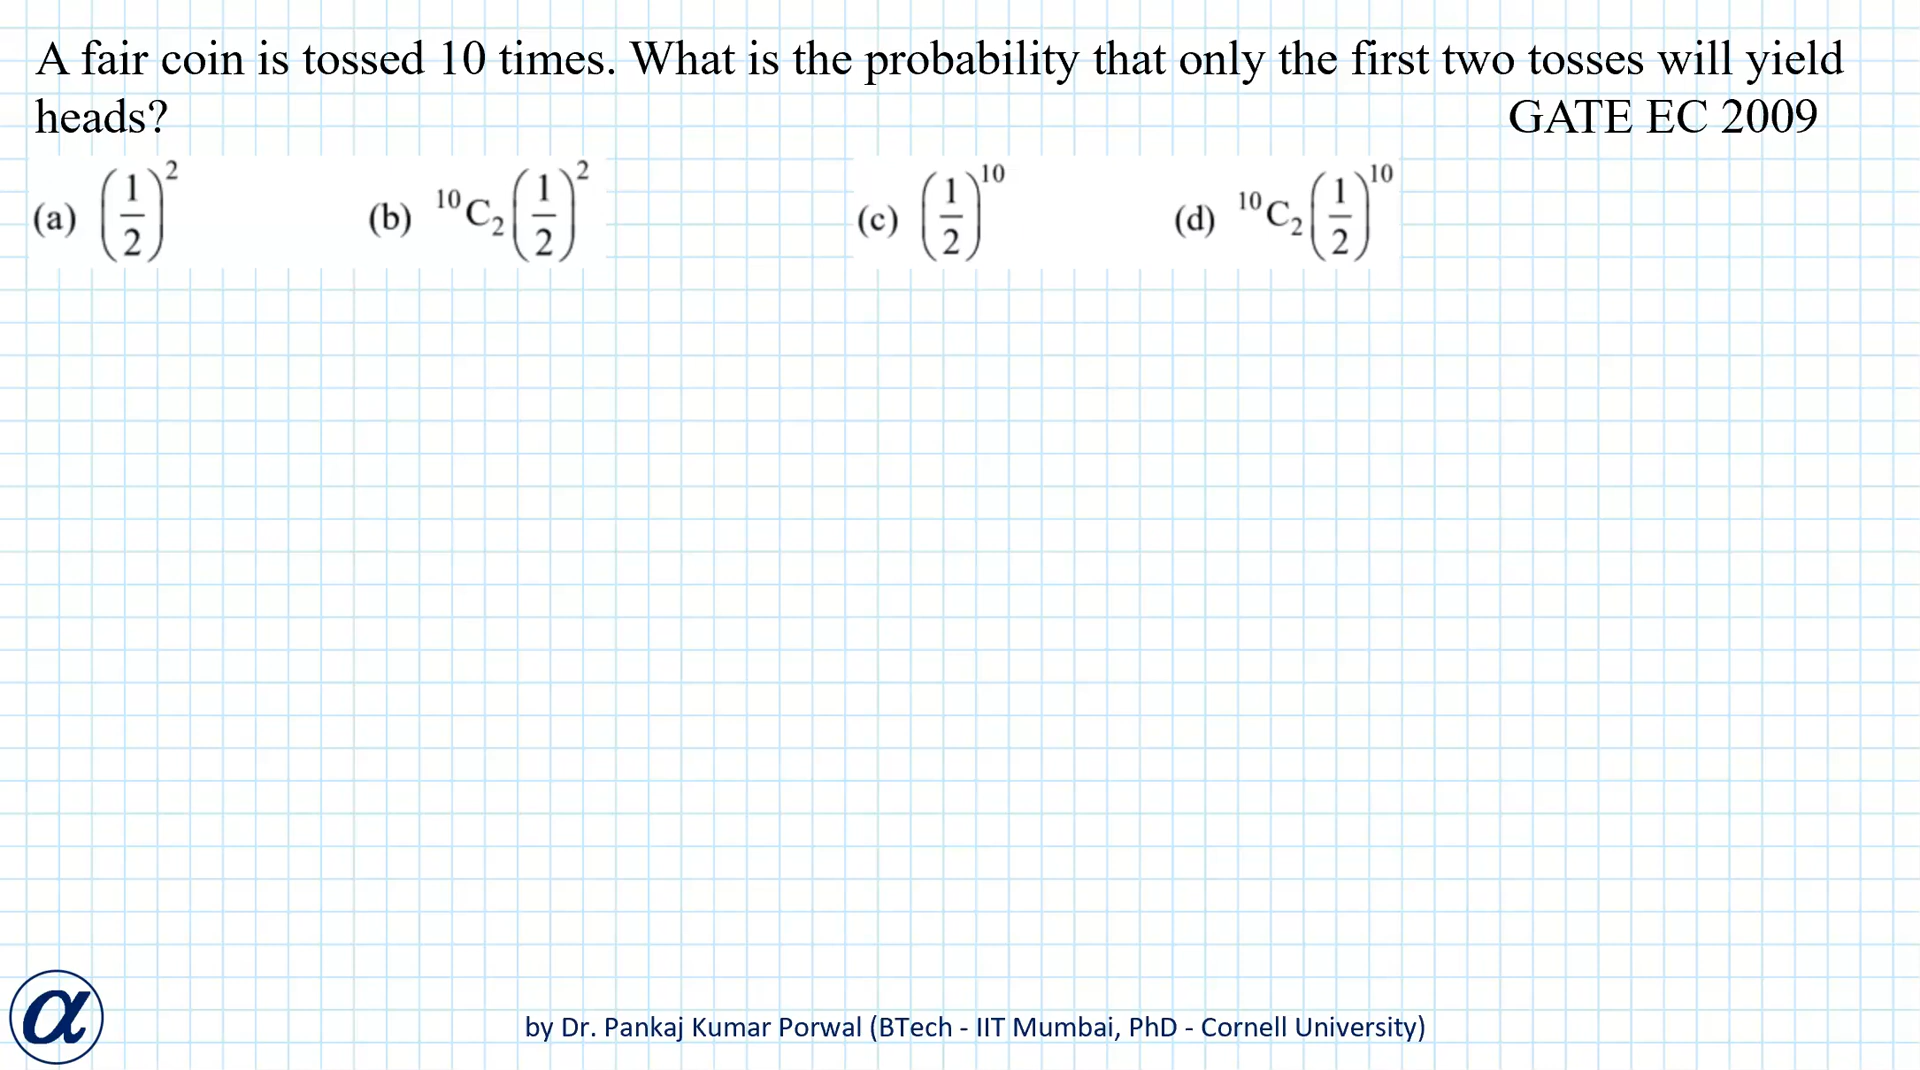 A fair coin is tossed 10 times. What is the probability that only the first two tosses will yield
heads? GATE EC 2009
(a) (1/2)^2 (b) ^10C_2 (1/2)^2 (c) (1/2)^10 (d) ^10C_2 (1/2)^10
α
by Dr. Pankaj Kumar Porwal (BTech - IIT Mumbai, PhD - Cornell University)